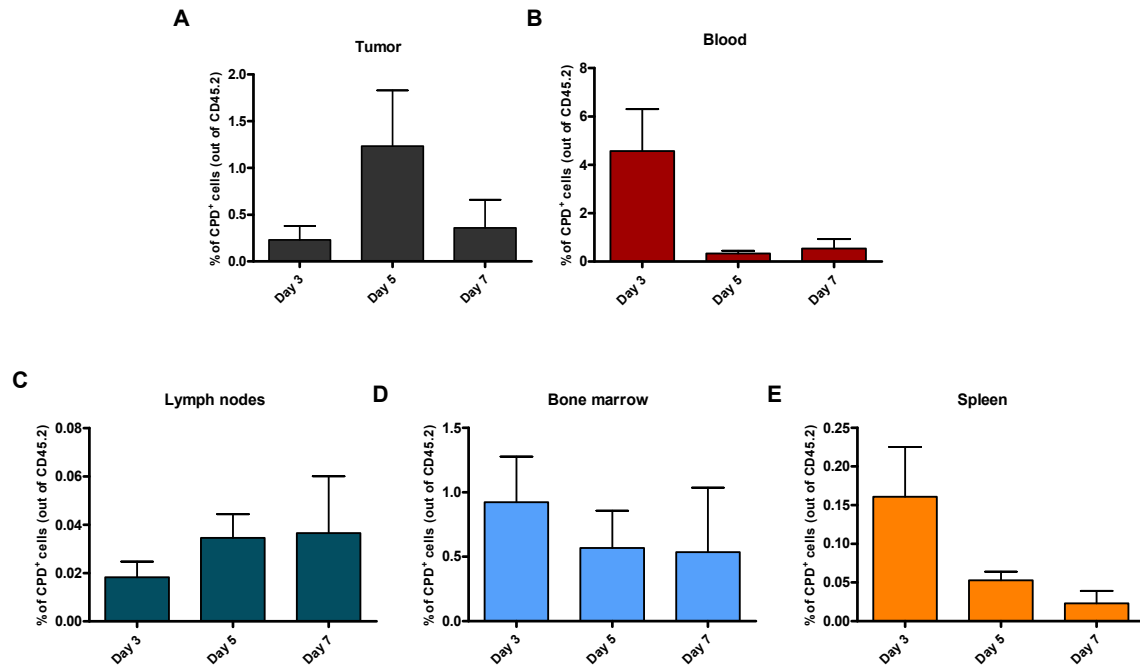 A
Tumor
% of CPD⁺ cells (out of CD45.2)
2.0
1.5
1.0
0.5
0.0
Day 3
Day 5
Day 7
B
Blood
% of CPD⁺ cells (out of CD45.2)
8
6
4
2
0
Day 3
Day 5
Day 7
C
Lymph nodes
% of CPD⁺ cells (out of CD45.2)
0.08
0.06
0.04
0.02
0.00
Day 3
Day 5
Day 7
D
Bone marrow
% of CPD⁺ cells (out of CD45.2)
1.5
1.0
0.5
0.0
Day 3
Day 5
Day 7
E
Spleen
% of CPD⁺ cells (out of CD45.2)
0.25
0.20
0.15
0.10
0.05
0.00
Day 3
Day 5
Day 7